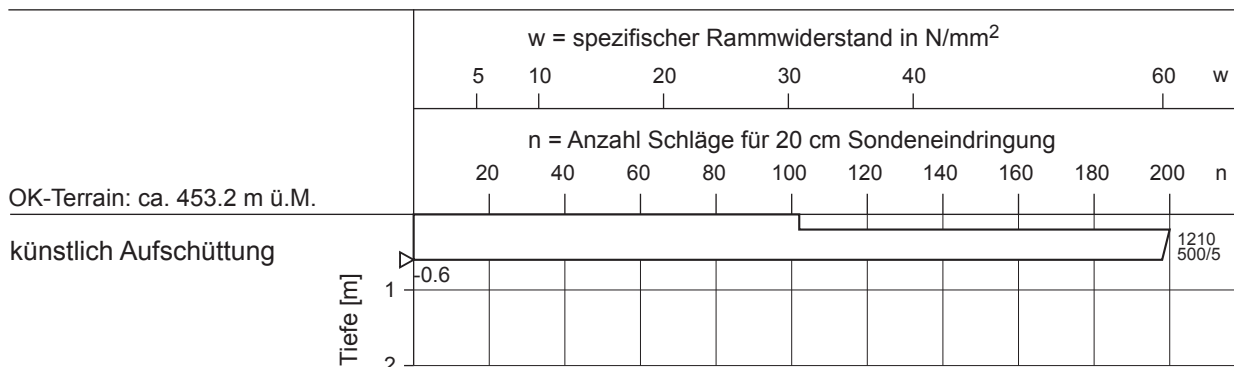 w = spezifischer Rammwiderstand in N/mm²
5 10 20 30 40 60 w
n = Anzahl Schläge für 20 cm Sondeneindringung
20 40 60 80 100 120 140 160 180 200 n
OK-Terrain: ca. 453.2 m ü.M.
künstlich Aufschüttung
1210
500/5
-0.6
1
Tiefe [m]
2